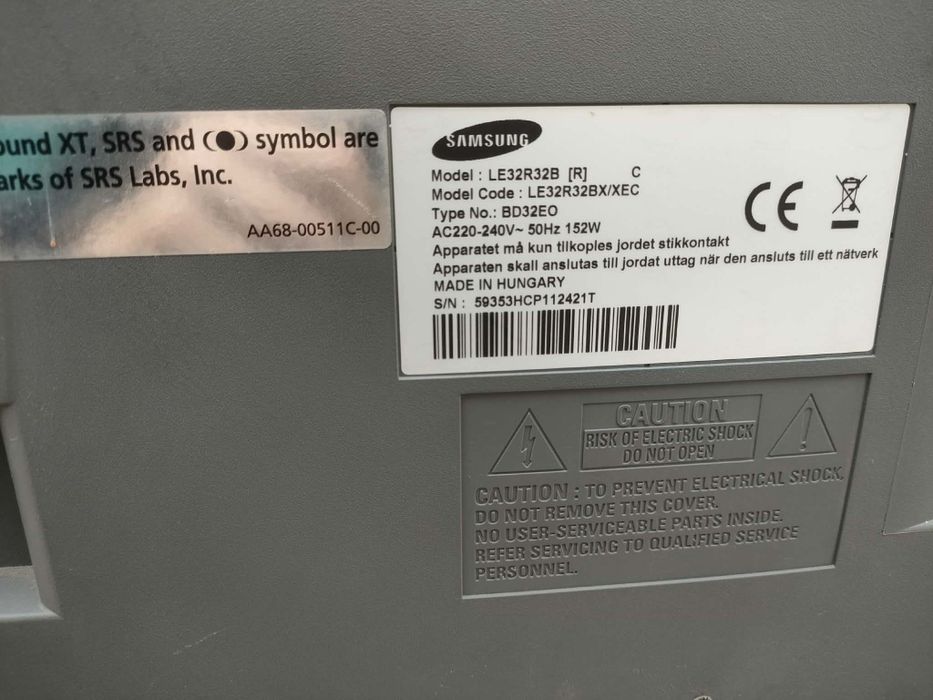 ound XT, SRS and (●) symbol are
arks of SRS Labs, Inc.
AA68-00511C-00
SAMSUNG
Model : LE32R32B [R] C
Model Code : LE32R32BX/XEC
Type No.: BD32EO
AC220-240V~ 50Hz 152W
Apparatet må kun tilkoples jordet stikkontakt
Apparaten skall anslutas till jordat uttag när den ansluts till ett nätverk
MADE IN HUNGARY
S/N : 59353HCP112421T
CE
CAUTION
RISK OF ELECTRIC SHOCK
DO NOT OPEN
CAUTION : TO PREVENT ELECTRICAL SHOCK,
DO NOT REMOVE THIS COVER.
NO USER-SERVICEABLE PARTS INSIDE.
REFER SERVICING TO QUALIFIED SERVICE
PERSONNEL.